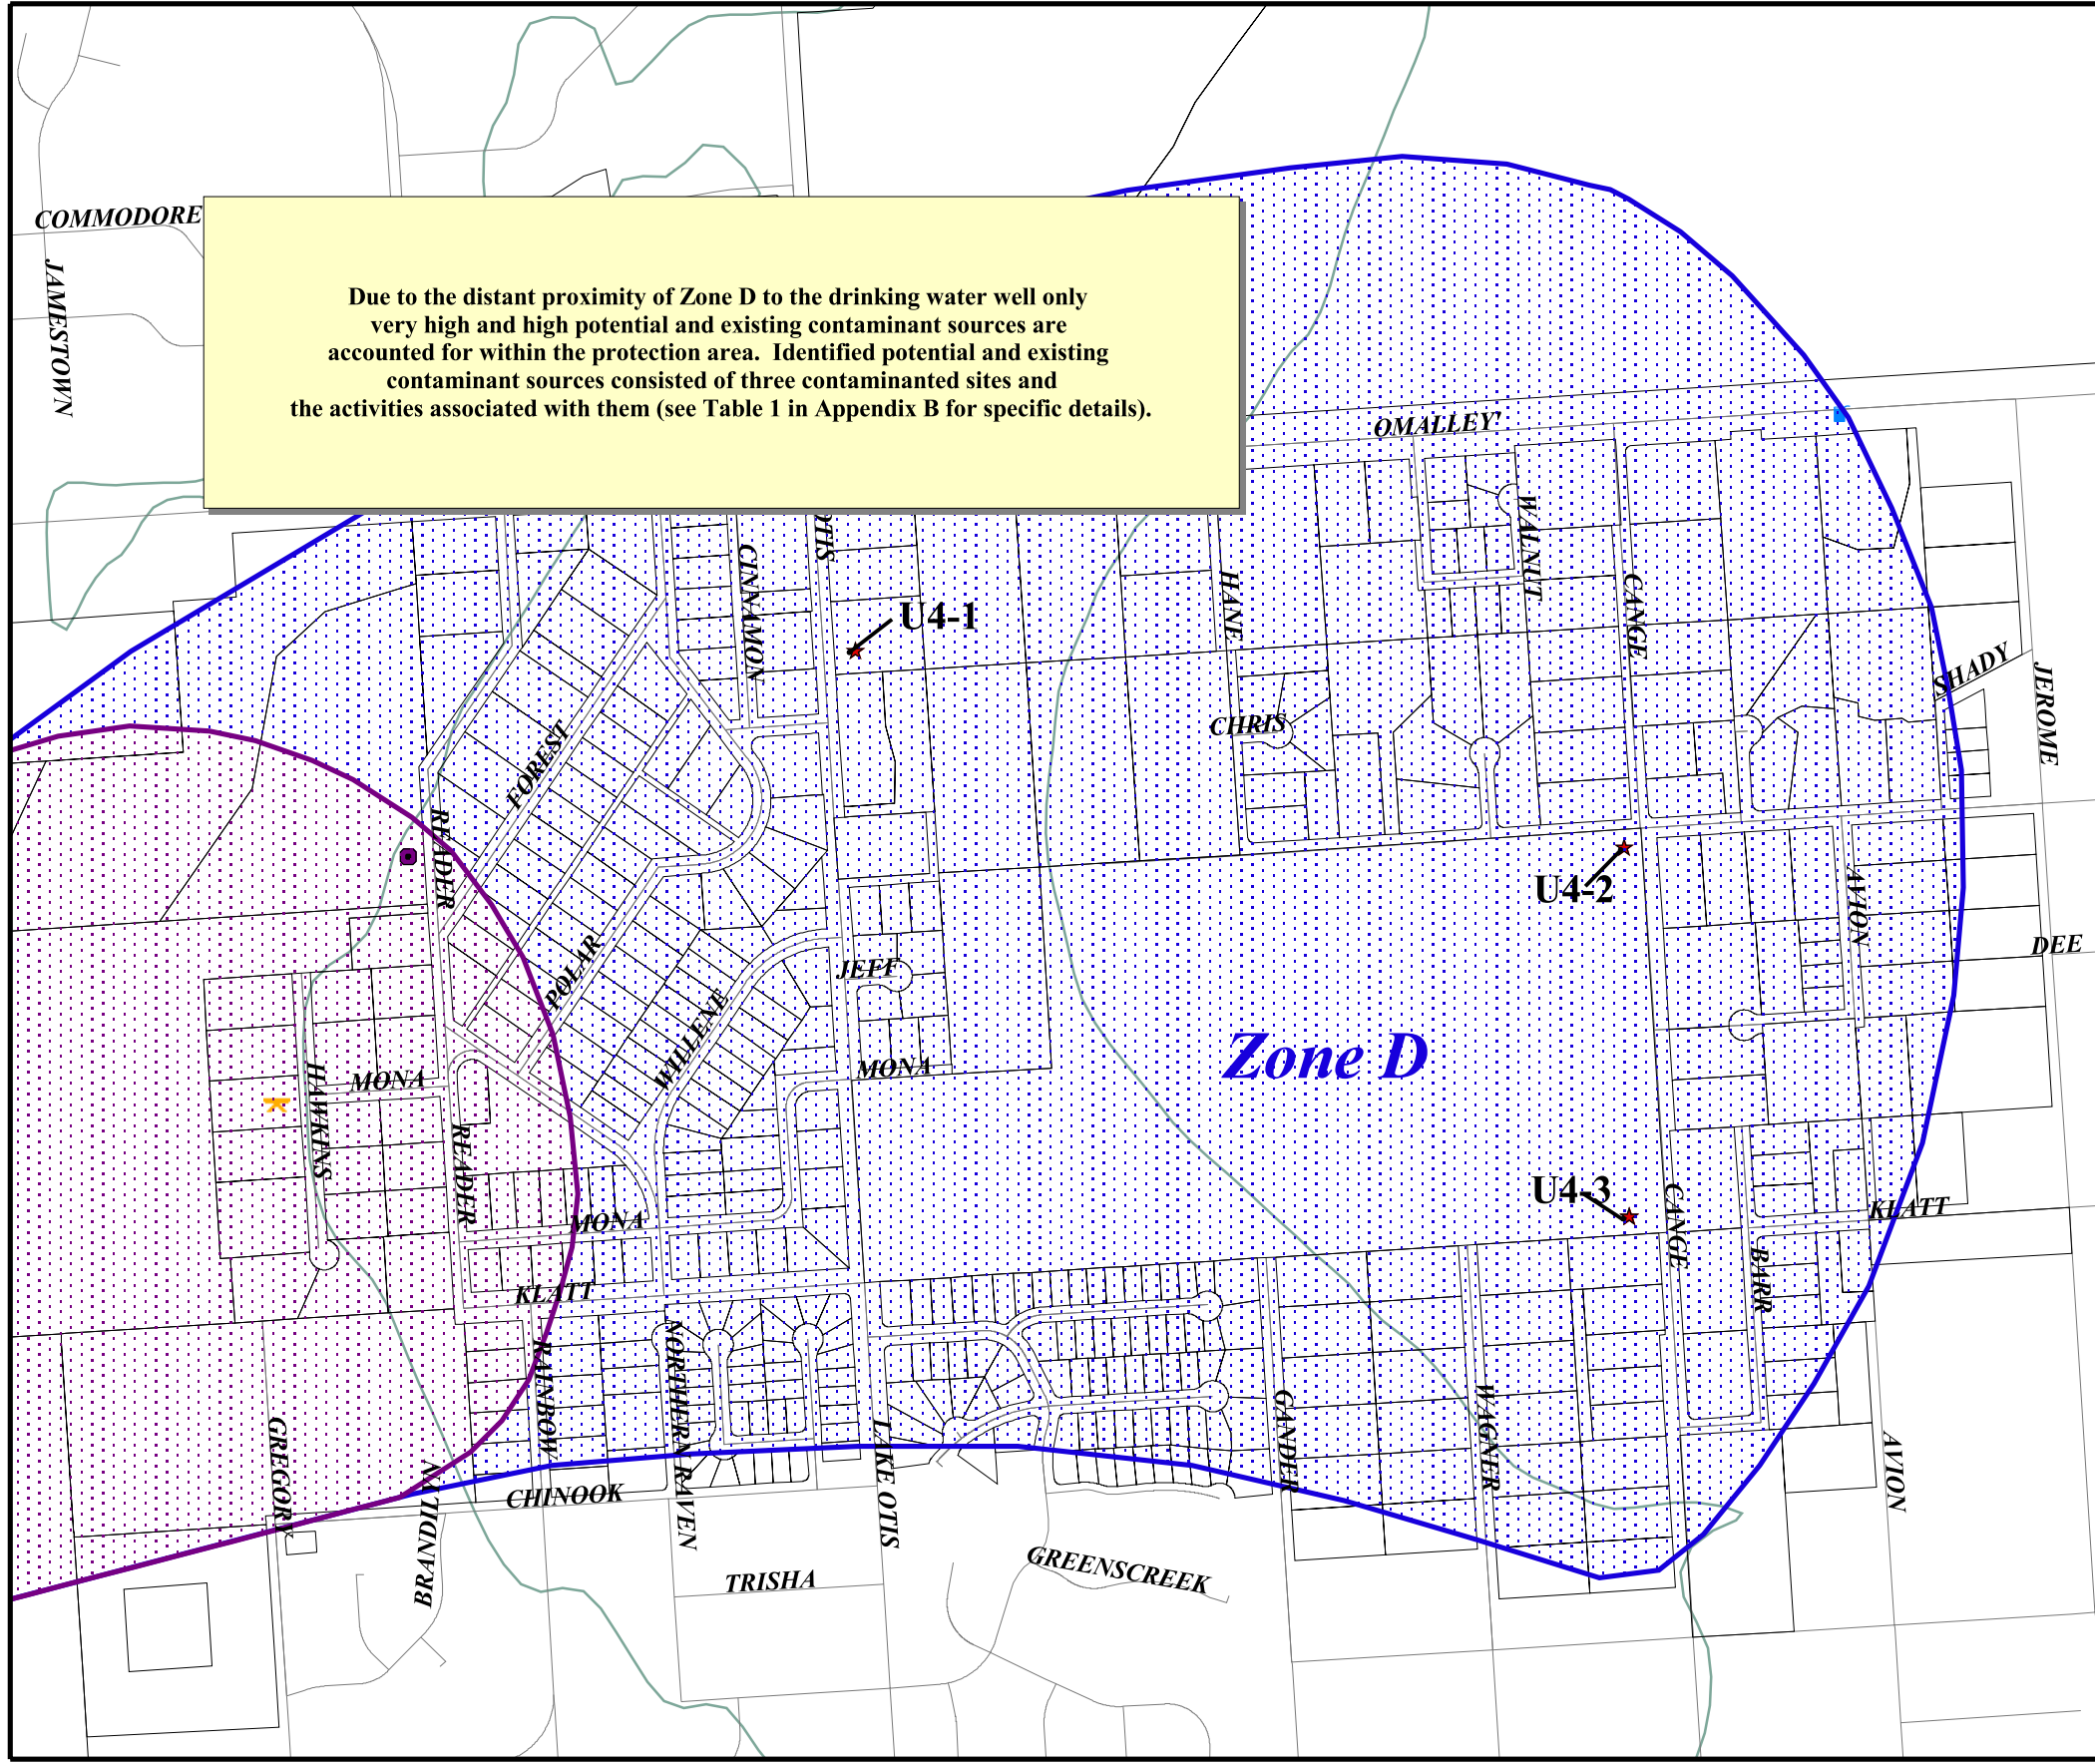 COMMODORE
JAMESTOWN
Due to the distant proximity of Zone D to the drinking water well only
very high and high potential and existing contaminant sources are
accounted for within the protection area.  Identified potential and existing
contaminant sources consisted of three contaminanted sites and
the activities associated with them (see Table 1 in Appendix B for specific details).
OMALLEY
WALNUT
OTIS
CINNAMON
HANE
CANGE
U4-1
SHADY
JEROME
CHRIS
FOREST
READER
U4-2
AVION
DEE
POLAR
JEFF
WILLENE
Zone D
MONA
MONA
HAWKINS
READER
U4-3
CANGE
KLATT
MONA
BARR
KLATT
RAINBOW
NORTHERN RAVEN
GANDER
WAGNER
LAKE OTIS
GREGORY
BRANDILYN
AVION
CHINOOK
TRISHA
GREENSCREEK